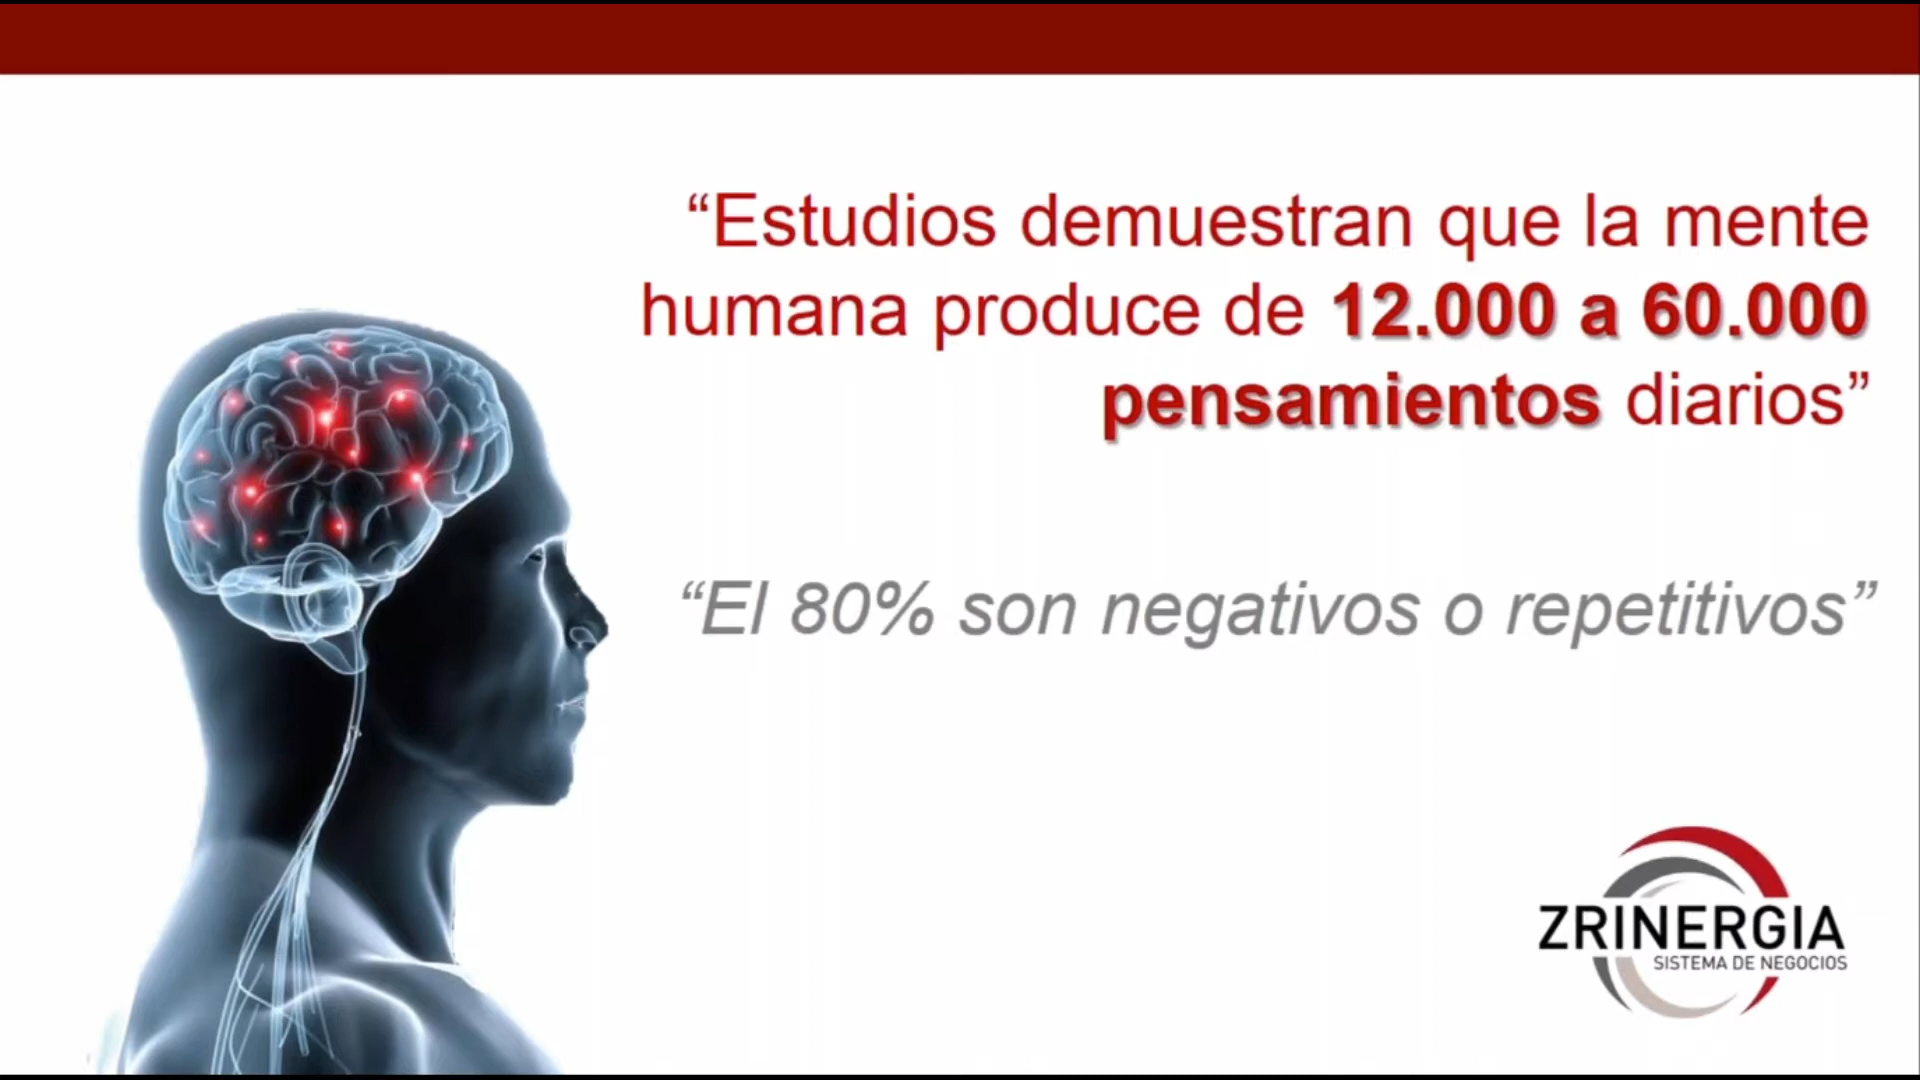 “Estudios demuestran que la mente
humana produce de 12.000 a 60.000
pensamientos diarios”
“El 80% son negativos o repetitivos”
ZRINERGIA
SISTEMA DE NEGOCIOS